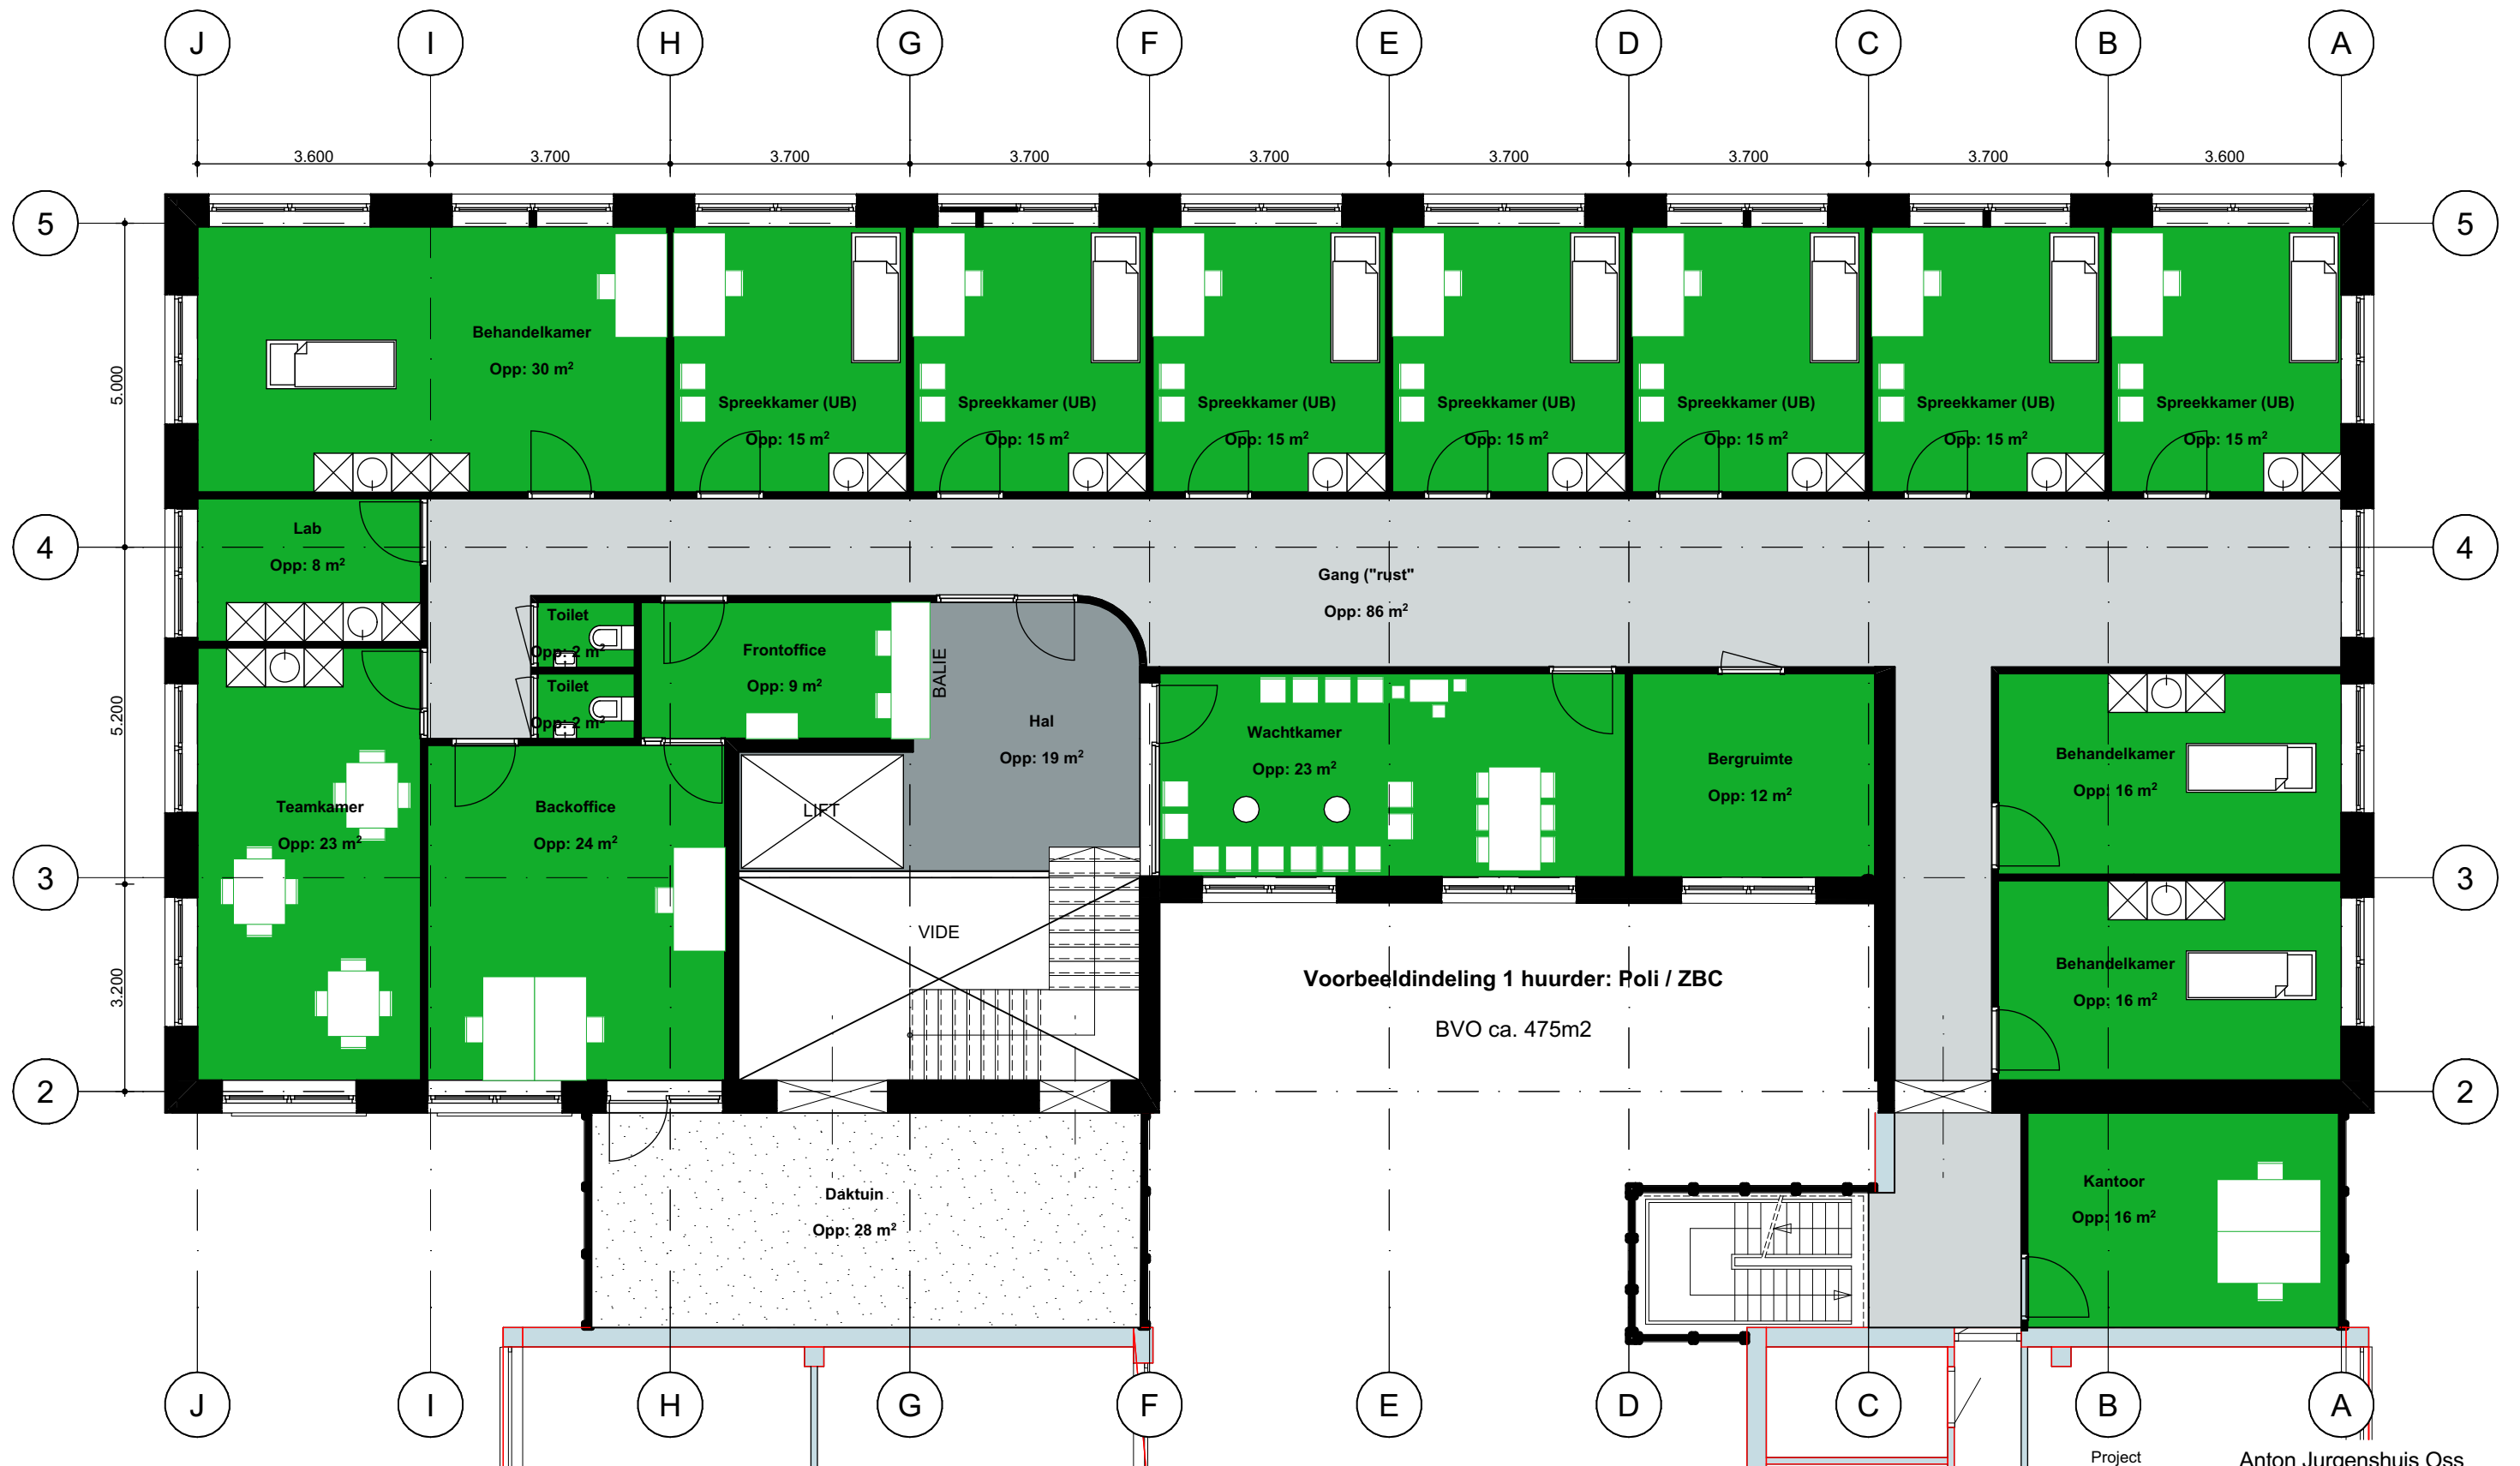 J I H G F E D C B A
3.600 3.700 3.700 3.700 3.700 3.700 3.700 3.700 3.600
5 5
Behandelkamer
Opp: 30 m²
5.000
Spreekkamer (UB) Spreekkamer (UB) Spreekkamer (UB) Spreekkamer (UB) Spreekkamer (UB) Spreekkamer (UB) Spreekkamer (UB)
Opp: 15 m² Opp: 15 m² Opp: 15 m² Opp: 15 m² Opp: 15 m² Opp: 15 m² Opp: 15 m²
Lab
4 4
Opp: 8 m²
Gang ("rust"
Opp: 86 m²
Toilet
Opp: 2 m²
Frontoffice
Opp: 9 m²
BALIE
Toilet
Opp: 2 m²
5.200
Hal
Opp: 19 m²
Wachtkamer
Opp: 23 m²
Bergruimte
Opp: 12 m²
Behandelkamer
Opp: 16 m²
Teamkamer
Opp: 23 m²
Backoffice
Opp: 24 m²
LIFT
3 3
VIDE
Voorbeeldindeling 1 huurder: Poli / ZBC
BVO ca. 475m2
Behandelkamer
Opp: 16 m²
3.200
2 2
Daktuin
Opp: 28 m²
Kantoor
Opp: 16 m²
J I H G F E D C B A
Project Anton Jurgenshuis Oss